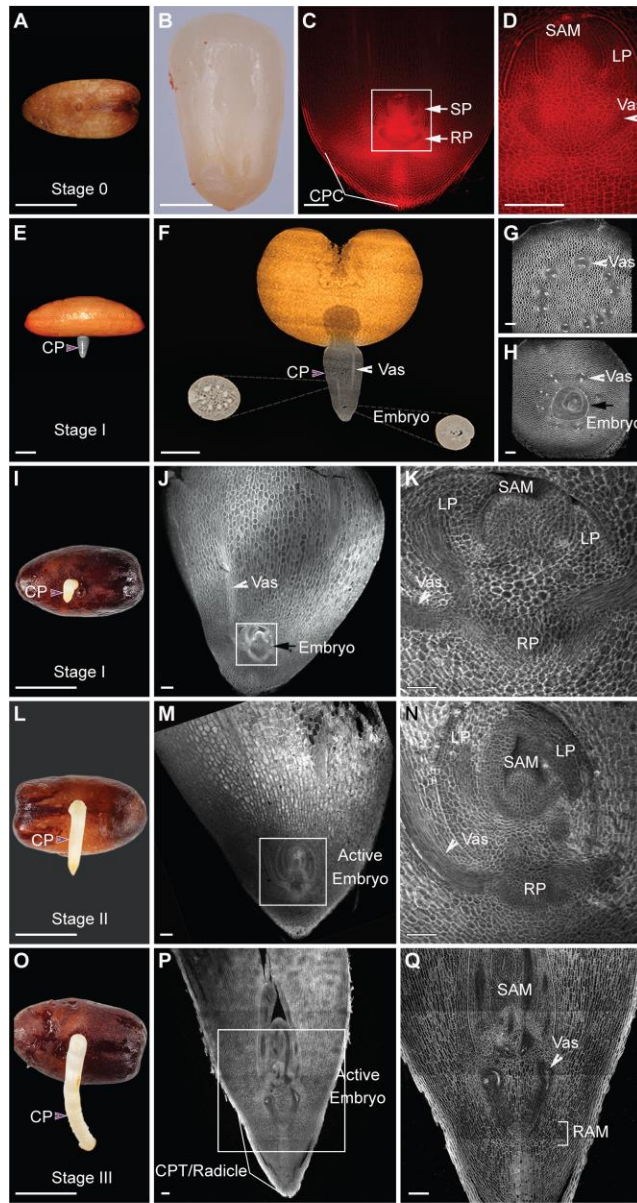 A
Stage 0
B
C
SP
RP
CPC
D
SAM
LP
Vas
E
CP
Stage I
F
CP
Vas
Embryo
G
Vas
H
Vas
Embryo
I
CP
Stage I
J
Vas
Embryo
K
SAM
LP
LP
Vas
RP
L
CP
Stage II
M
Active
Embryo
N
LP
SAM
LP
Vas
RP
O
CP
Stage III
P
Active
Embryo
CPT/Radicle
Q
SAM
Vas
RAM